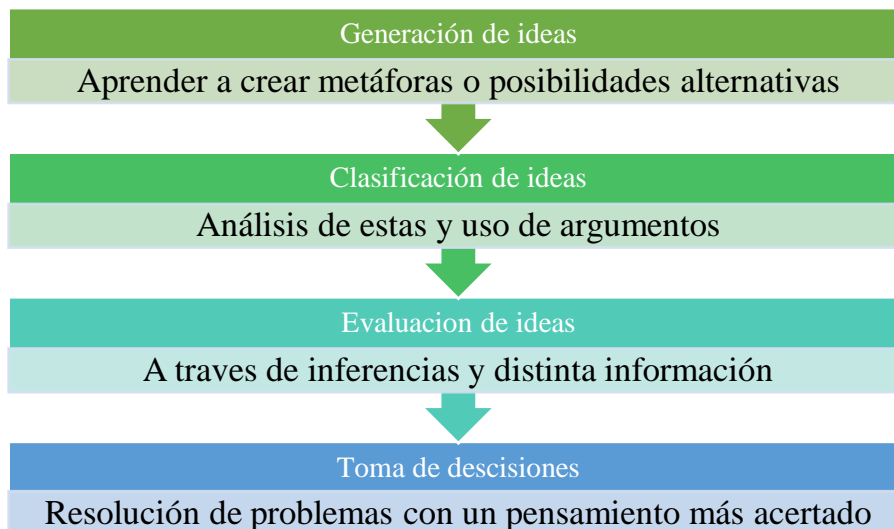 Generación de ideas
Aprender a crear metáforas o posibilidades alternativas
Clasificación de ideas
Análisis de estas y uso de argumentos
Evaluacion de ideas
A traves de inferencias y distinta información
Toma de descisiones
Resolución de problemas con un pensamiento más acertado